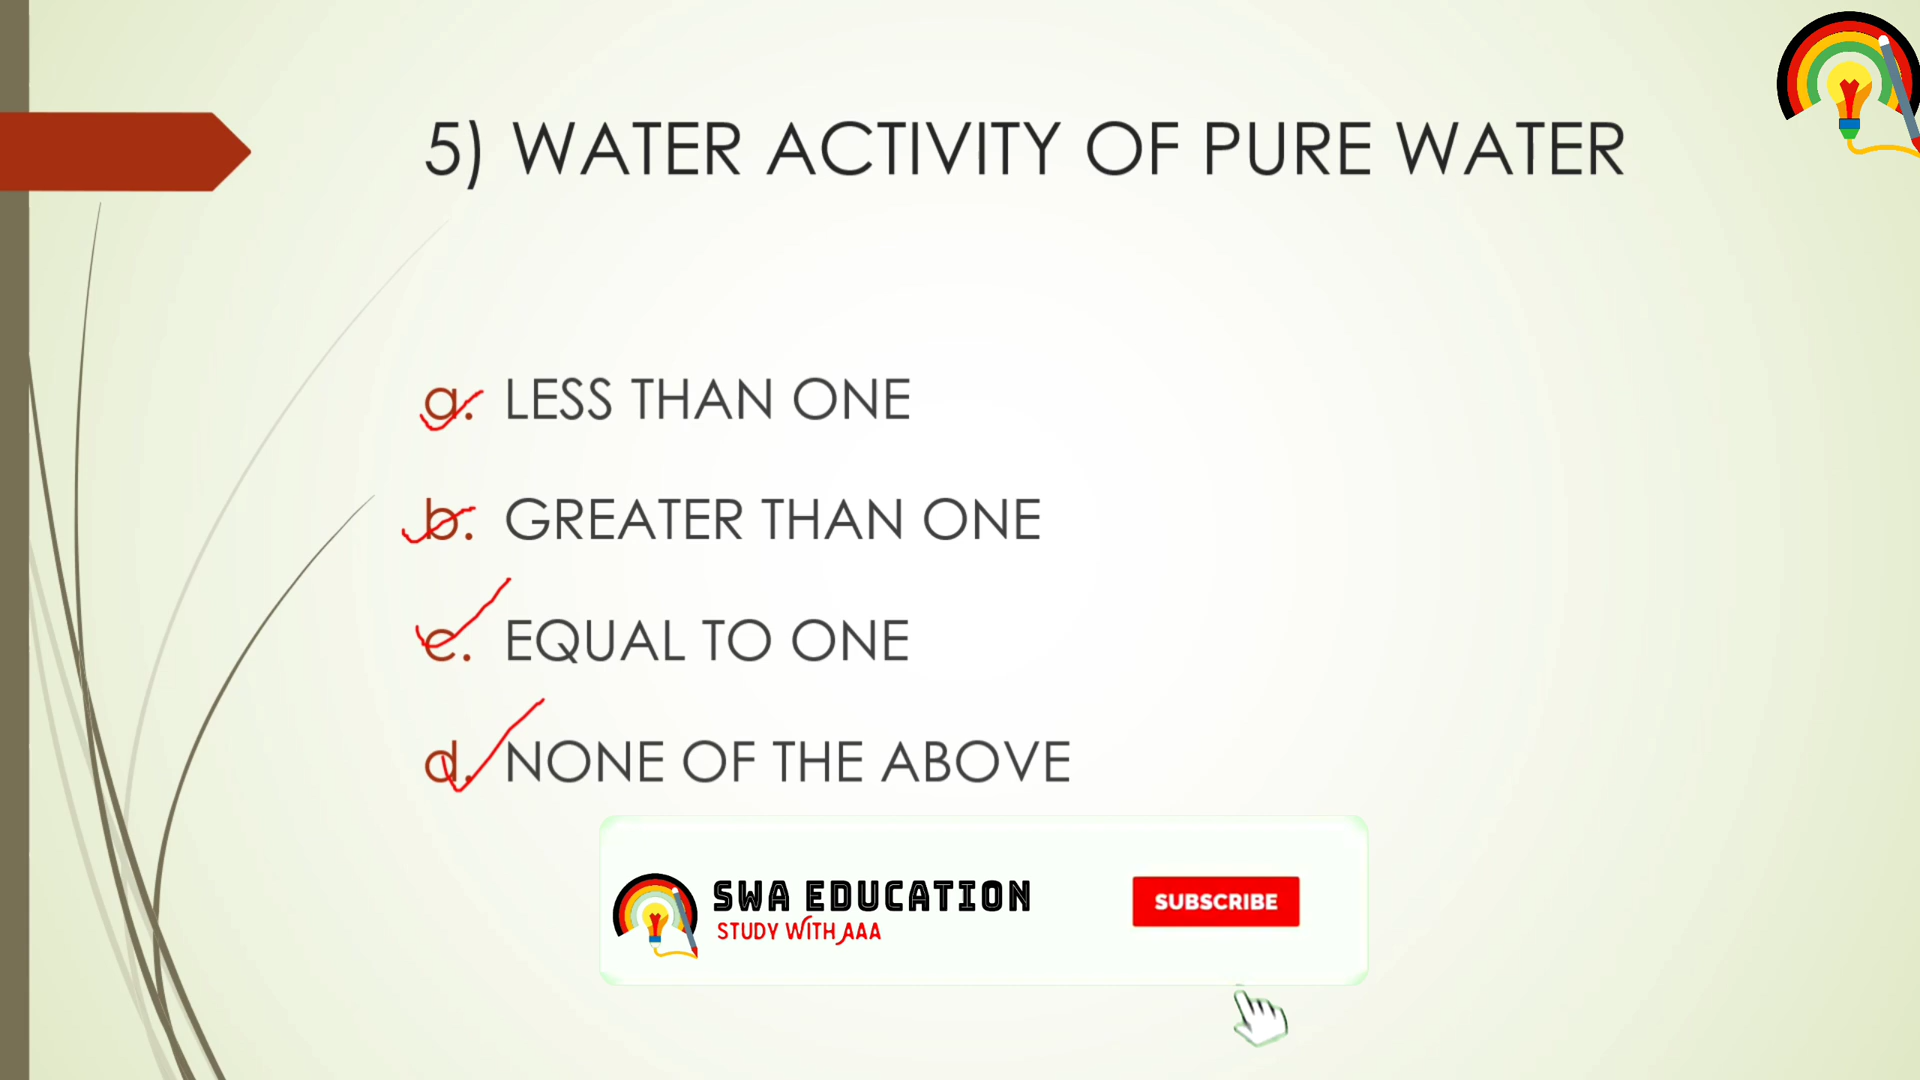 5) WATER ACTIVITY OF PURE WATER
a. LESS THAN ONE
b. GREATER THAN ONE
c. EQUAL TO ONE
d. NONE OF THE ABOVE
SWA EDUCATION
STUDY WITH AAA
SUBSCRIBE